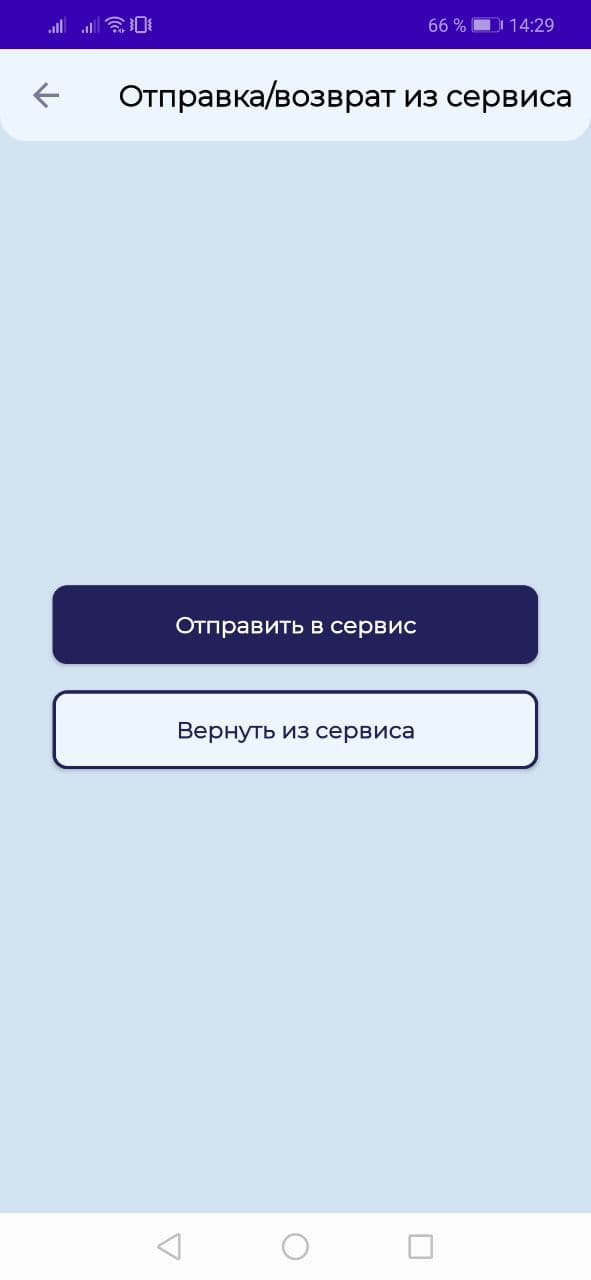 66 % 14:29
Отправка/возврат из сервиса
Отправить в сервис
Вернуть из сервиса